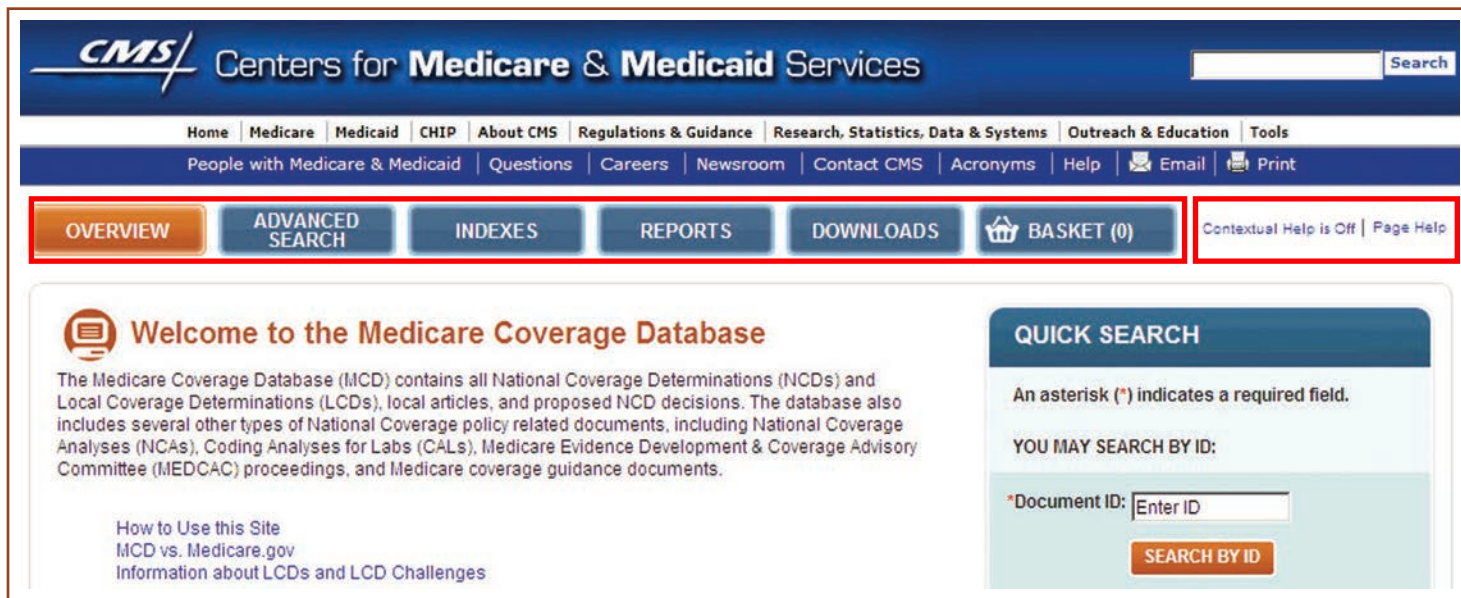 CMS Centers for Medicare & Medicaid Services
Search
Home | Medicare | Medicaid | CHIP | About CMS | Regulations & Guidance | Research, Statistics, Data & Systems | Outreach & Education | Tools
People with Medicare & Medicaid | Questions | Careers | Newsroom | Contact CMS | Acronyms | Help | Email | Print
OVERVIEW
ADVANCED
SEARCH
INDEXES
REPORTS
DOWNLOADS
BASKET (0)
Contextual Help is Off | Page Help
Welcome to the Medicare Coverage Database
The Medicare Coverage Database (MCD) contains all National Coverage Determinations (NCDs) and
Local Coverage Determinations (LCDs), local articles, and proposed NCD decisions. The database also
includes several other types of National Coverage policy related documents, including National Coverage
Analyses (NCAs), Coding Analyses for Labs (CALs), Medicare Evidence Development & Coverage Advisory
Committee (MEDCAC) proceedings, and Medicare coverage guidance documents.
How to Use this Site
MCD vs. Medicare.gov
Information about LCDs and LCD Challenges
QUICK SEARCH
An asterisk (*) indicates a required field.
YOU MAY SEARCH BY ID:
*Document ID: Enter ID
SEARCH BY ID